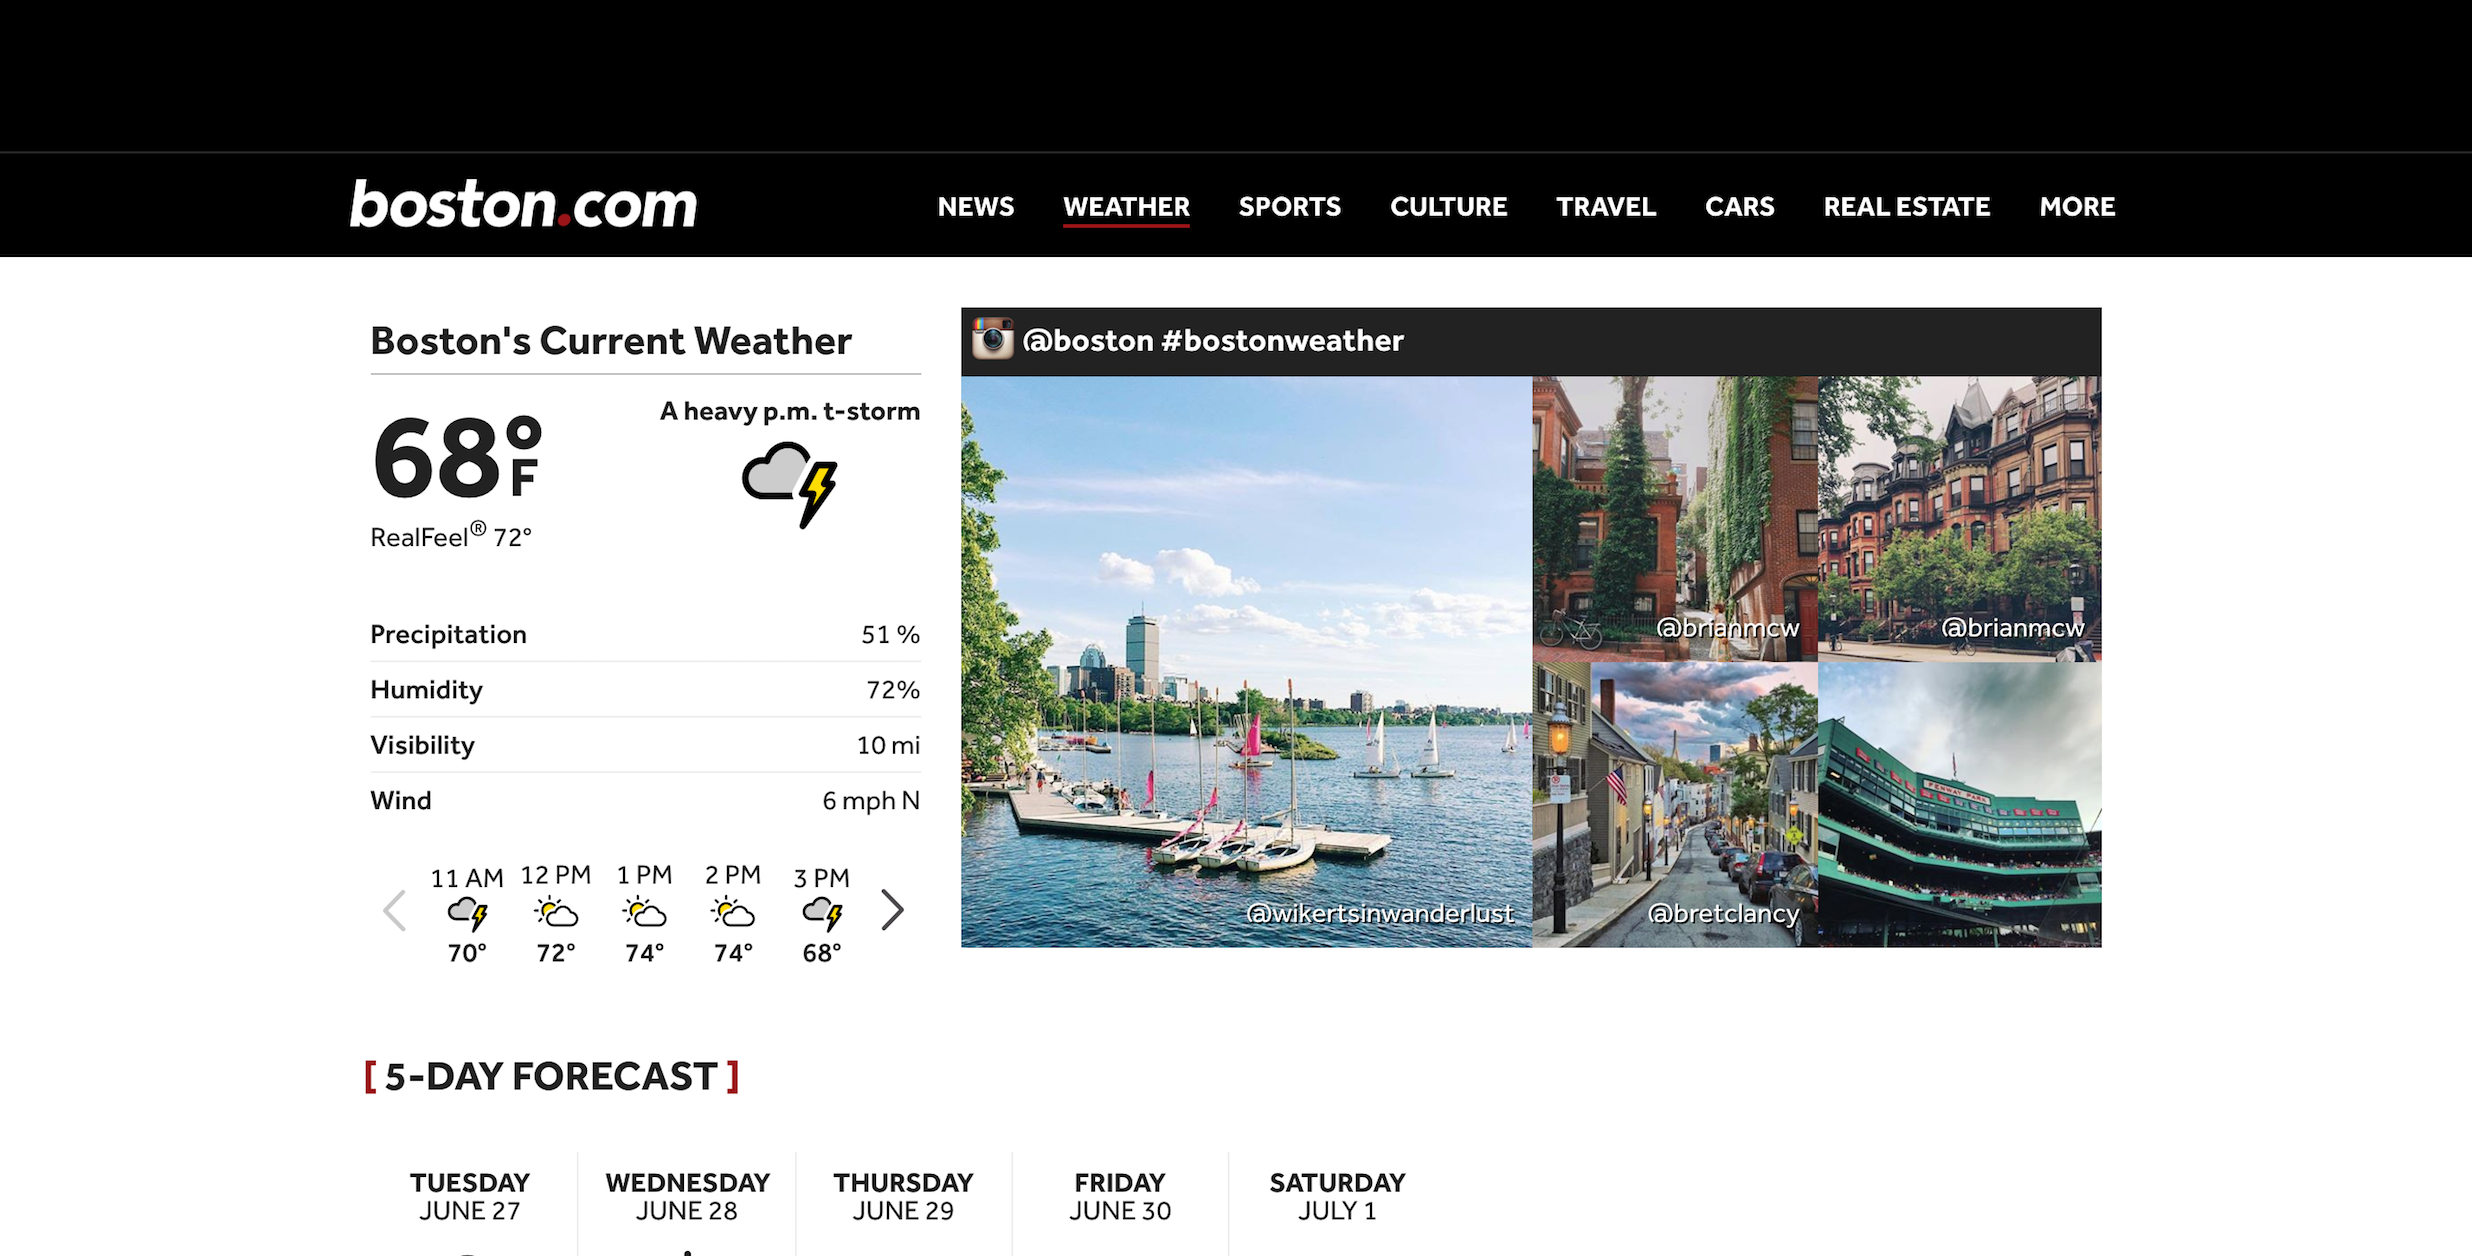 boston.com
NEWS WEATHER SPORTS CULTURE TRAVEL CARS REAL ESTATE MORE
Boston's Current Weather
68°F
A heavy p.m. t-storm
RealFeel® 72°
Precipitation 51 %
Humidity 72%
Visibility 10 mi
Wind 6 mph N
11 AM 12 PM 1 PM 2 PM 3 PM
70° 72° 74° 74° 68°
@boston #bostonweather
@wikertsinwanderlust
@brianmcw
@brianmcw
@bretclancy
FENWAY PARK
[ 5-DAY FORECAST ]
TUESDAY WEDNESDAY THURSDAY FRIDAY SATURDAY
JUNE 27 JUNE 28 JUNE 29 JUNE 30 JULY 1